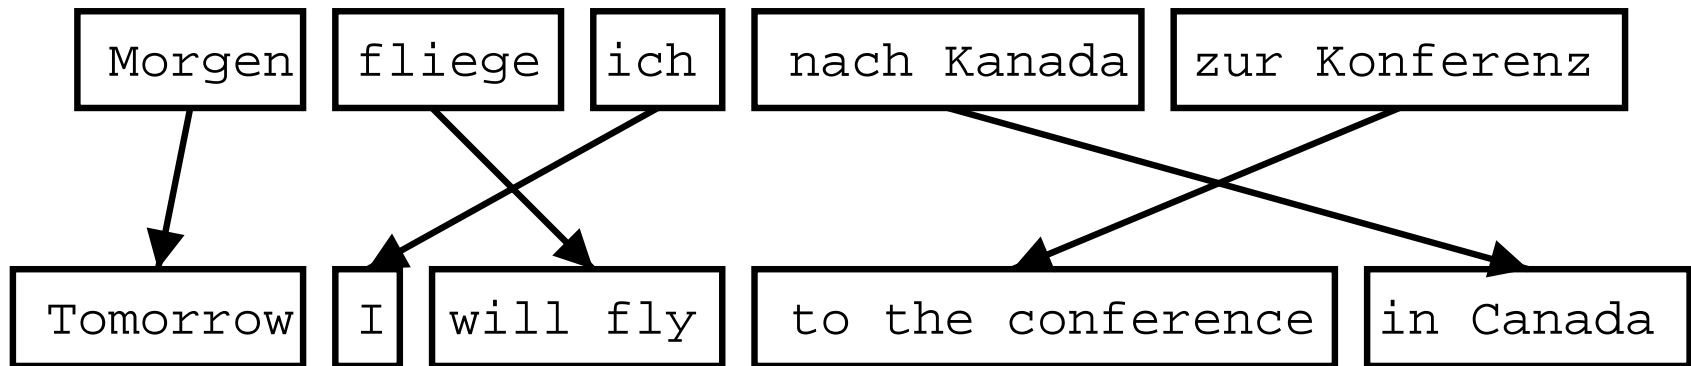 Morgen fliege ich nach Kanada zur Konferenz
Tomorrow I will fly to the conference in Canada